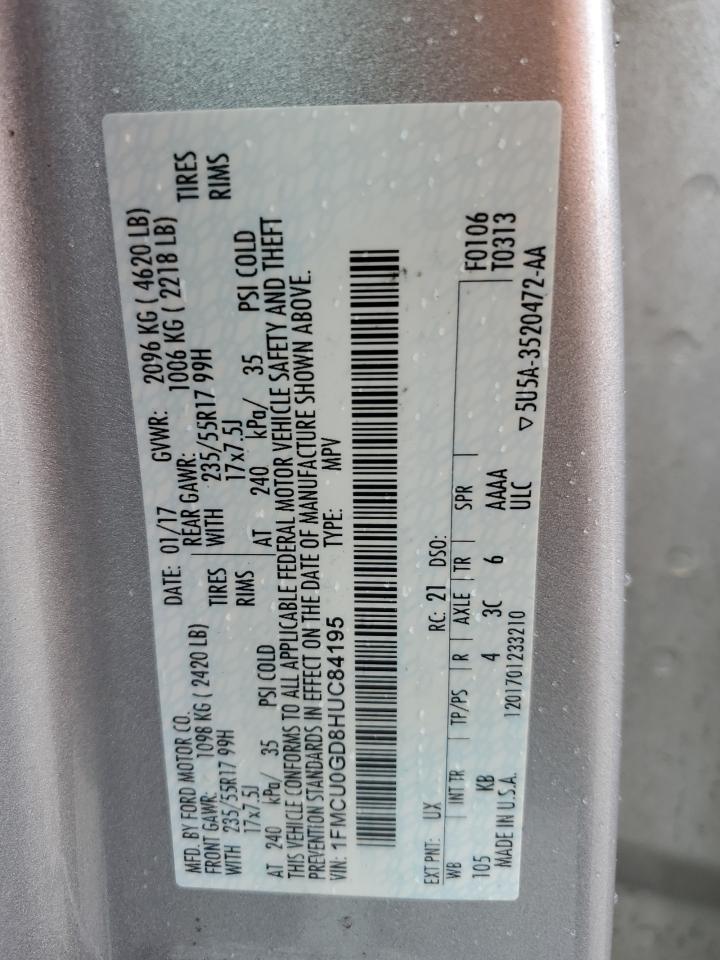 MFD. BY FORD MOTOR CO. DATE: 01/17 GVWR: 2096 KG ( 4620 LB)
FRONT GAWR: 1098 KG ( 2420 LB) REAR GAWR: 1006 KG ( 2218 LB)
WITH 235/55R17 99H TIRES WITH 235/55R17 99H TIRES
17x7.5J RIMS 17x7.5J RIMS
AT 240 kPa/ 35 PSI COLD AT 240 kPa/ 35 PSI COLD
THIS VEHICLE CONFORMS TO ALL APPLICABLE FEDERAL MOTOR VEHICLE SAFETY AND THEFT
PREVENTION STANDARDS IN EFFECT ON THE DATE OF MANUFACTURE SHOWN ABOVE.
VIN: 1FMCU0GD8HUC84195 TYPE: MPV
EXT PNT: UX RC: 21 DSO:
WB INT TR TP/PS R AXLE TR SPR F0106
105 KB 4 3C 6 AAAA T0313
MADE IN U.S.A. 1201701233210 ULC
▽5U5A-3520472-AA